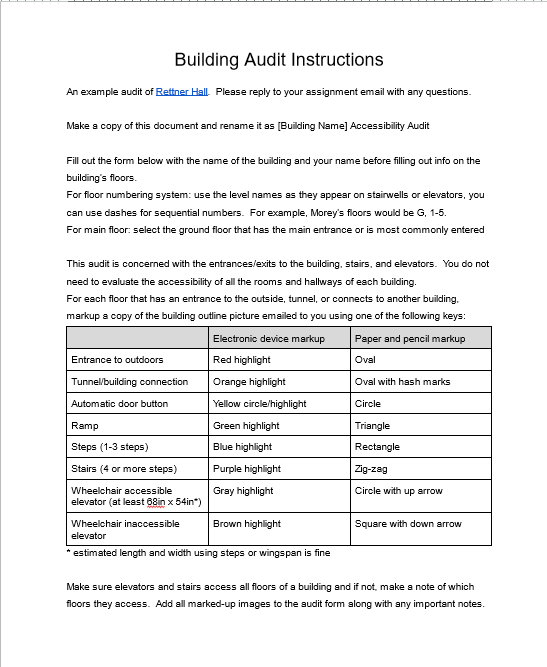 Building Audit Instructions
An example audit of Rettner Hall. Please reply to your assignment email with any questions.
Make a copy of this document and rename it as [Building Name] Accessibility Audit
Fill out the form below with the name of the building and your name before filling out info on the
building's floors.
For floor numbering system: use the level names as they appear on stairwells or elevators, you
can use dashes for sequential numbers. For example, Morey's floors would be G, 1-5.
For main floor: select the ground floor that has the main entrance or is most commonly entered
This audit is concerned with the entrances/exits to the building, stairs, and elevators. You do not
need to evaluate the accessibility of all the rooms and hallways of each building.
For each floor that has an entrance to the outside, tunnel, or connects to another building,
markup a copy of the building outline picture emailed to you using one of the following keys:
Electronic device markup Paper and pencil markup
Entrance to outdoors Red highlight Oval
Tunnel/building connection Orange highlight Oval with hash marks
Automatic door button Yellow circle/highlight Circle
Ramp Green highlight Triangle
Steps (1-3 steps) Blue highlight Rectangle
Stairs (4 or more steps) Purple highlight Zig-zag
Wheelchair accessible Gray highlight Circle with up arrow
elevator (at least 68in x 54in*)
Wheelchair inaccessible Brown highlight Square with down arrow
elevator
* estimated length and width using steps or wingspan is fine
Make sure elevators and stairs access all floors of a building and if not, make a note of which
floors they access. Add all marked-up images to the audit form along with any important notes.